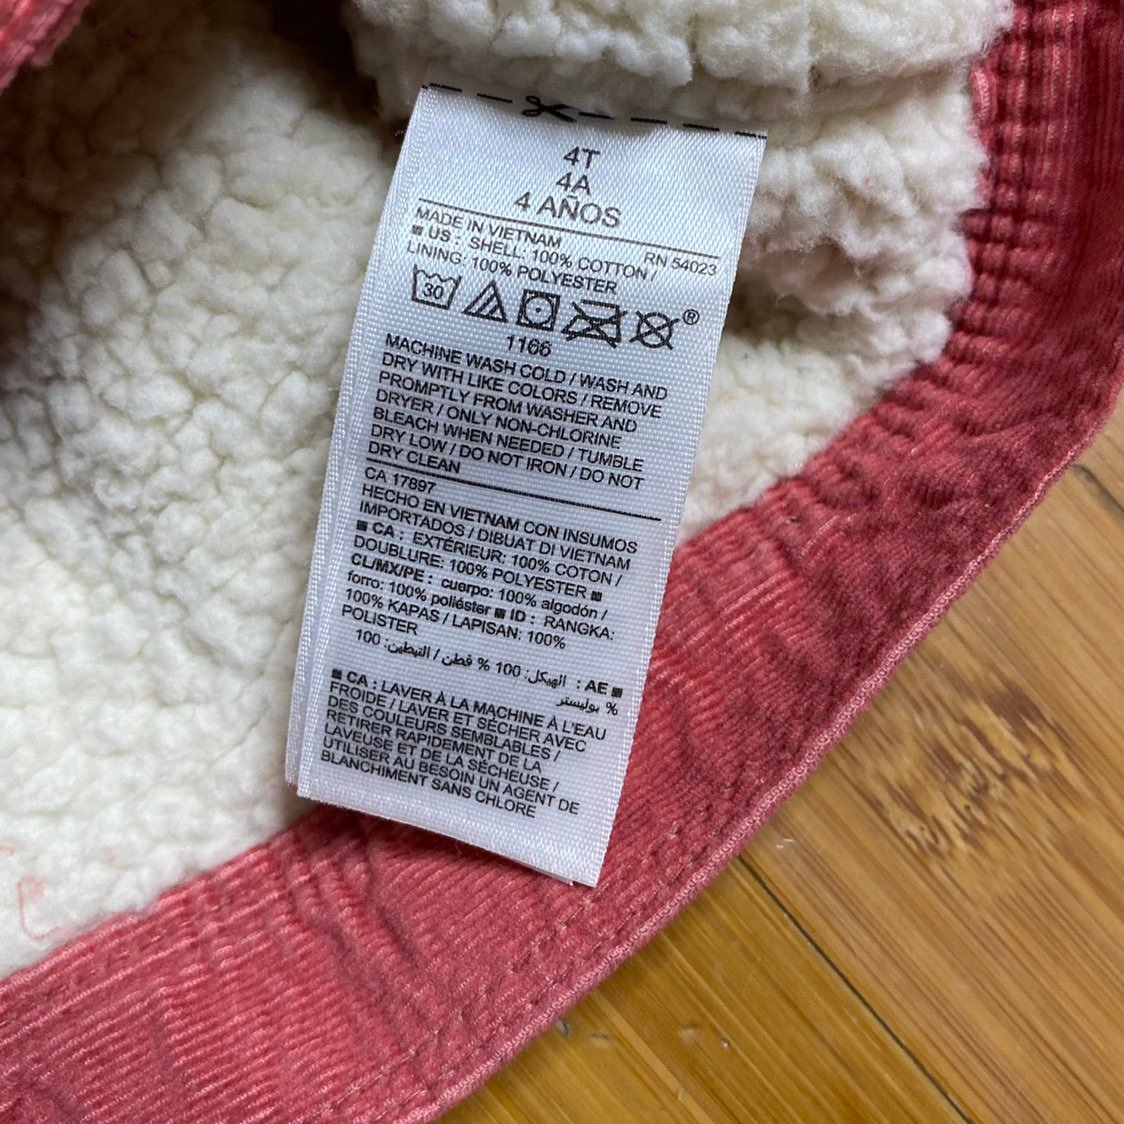 4T
4A
4 AÑOS
MADE IN VIETNAM
RN 54023
■ US : SHELL: 100% COTTON /
LINING: 100% POLYESTER
30
®
1166
MACHINE WASH COLD / WASH AND
DRY WITH LIKE COLORS / REMOVE
PROMPTLY FROM WASHER AND
DRYER / ONLY NON-CHLORINE
BLEACH WHEN NEEDED / TUMBLE
DRY LOW / DO NOT IRON / DO NOT
DRY CLEAN
CA 17897
HECHO EN VIETNAM CON INSUMOS
IMPORTADOS / DIBUAT DI VIETNAM
■ CA : EXTÉRIEUR: 100% COTON /
DOUBLURE: 100% POLYESTER ■
CL/MX/PE : cuerpo: 100% algodón /
forro: 100% poliéster ■ ID : RANGKA:
100% KAPAS / LAPISAN: 100%
POLISTER
■ AE : الهيكل: 100 % قطن / التبطين: 100
% بوليستر
■ CA : LAVER À LA MACHINE À L'EAU
FROIDE / LAVER ET SÉCHER AVEC
DES COULEURS SEMBLABLES /
RETIRER RAPIDEMENT DE LA
LAVEUSE ET DE LA SÉCHEUSE /
UTILISER AU BESOIN UN AGENT DE
BLANCHIMENT SANS CHLORE